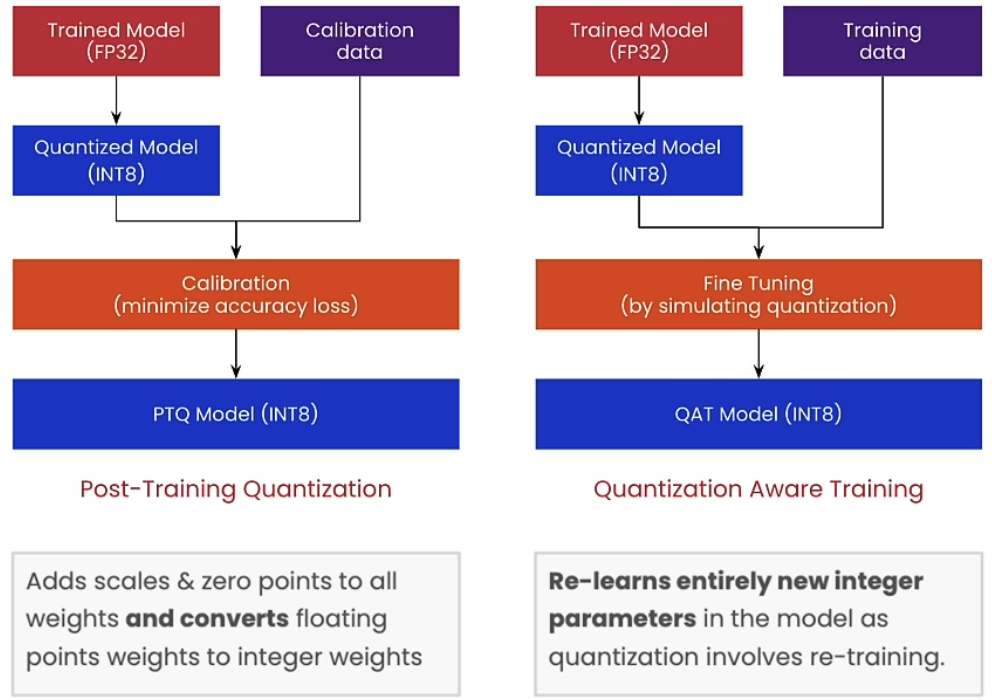 Trained Model
(FP32)
Calibration
data
Quantized Model
(INT8)
Calibration
(minimize accuracy loss)
PTQ Model (INT8)
Post-Training Quantization
Adds scales & zero points to all
weights and converts floating
points weights to integer weights
Trained Model
(FP32)
Training
data
Quantized Model
(INT8)
Fine Tuning
(by simulating quantization)
QAT Model (INT8)
Quantization Aware Training
Re-learns entirely new integer
parameters in the model as
quantization involves re-training.